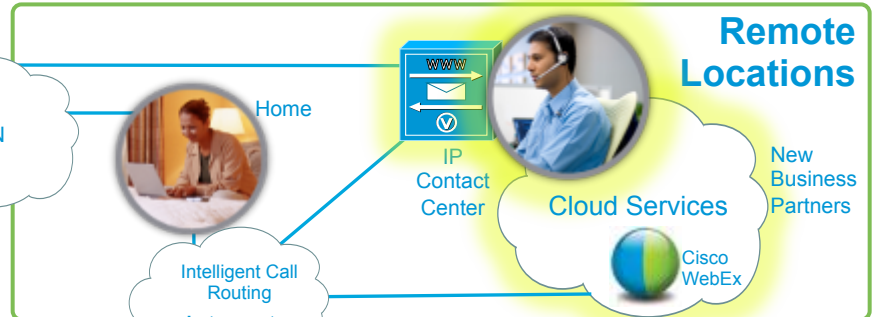 Remote
Locations
WWW
Home
N
V
IP
Contact
Center
New
Business
Partners
Cloud Services
Cisco
WebEx
Intelligent Call
Routing